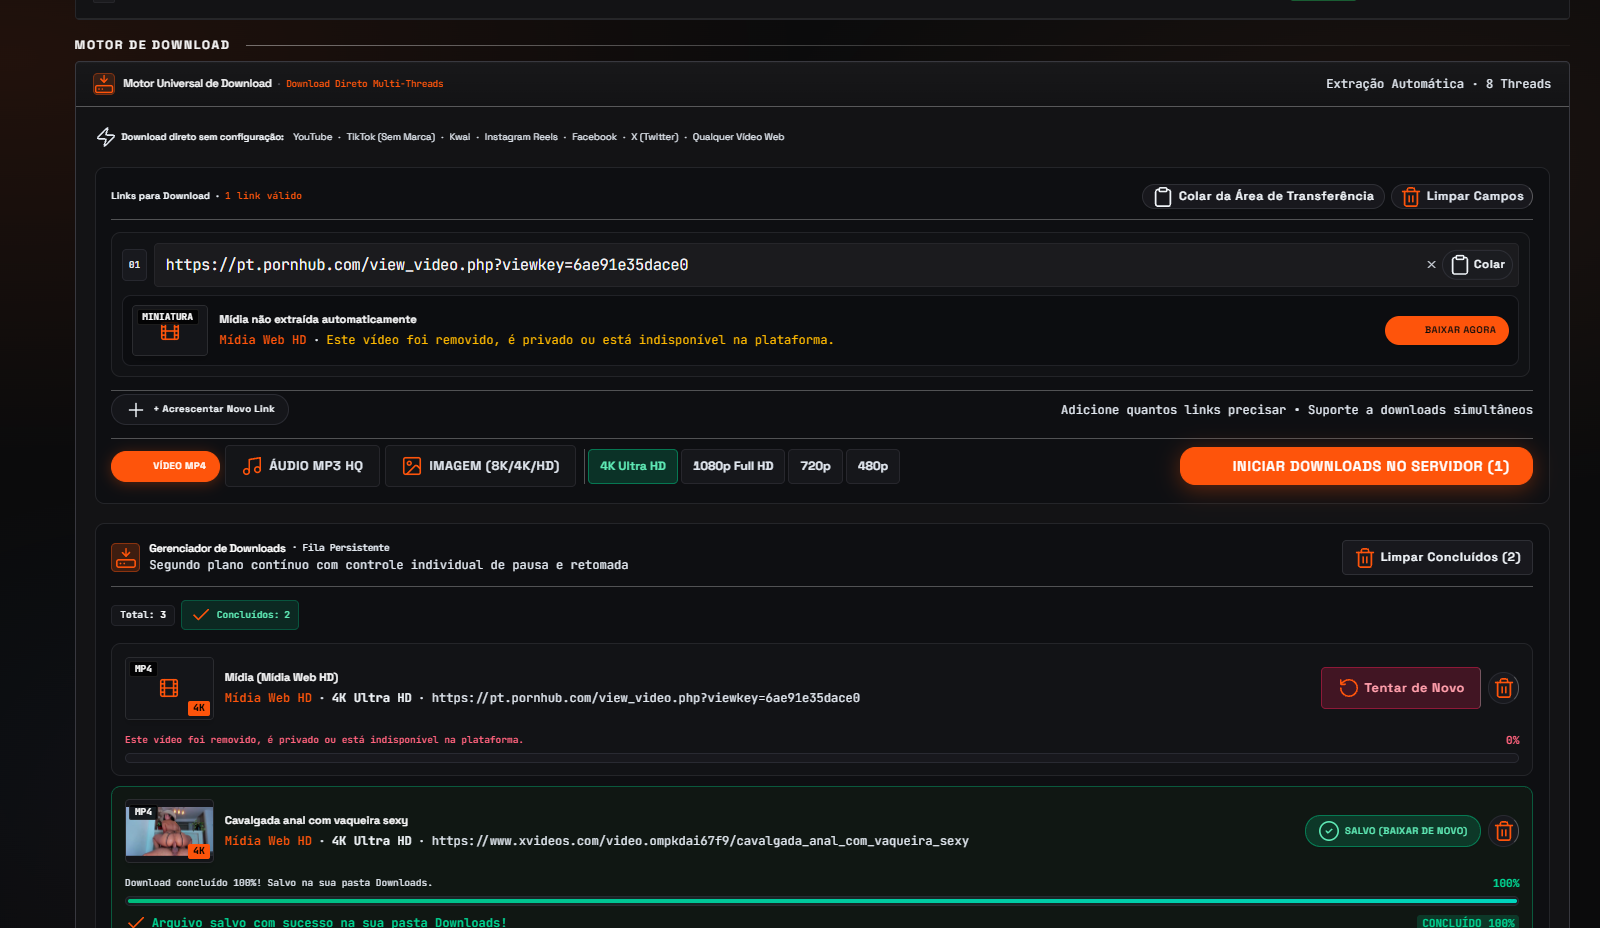 MOTOR DE DOWNLOAD
Motor Universal de Download · Download Direto Multi-Threads
Extração Automática · 8 Threads
Download direto sem configuração: YouTube · TikTok (Sem Marca) · Kwai · Instagram Reels · Facebook · X (Twitter) · Qualquer Vídeo Web
Links para Download · 1 link válido
Colar da Área de Transferência
Limpar Campos
01
https://pt.pornhub.com/view_video.php?viewkey=6ae91e35dace0
× Colar
MINIATURA
Mídia não extraída automaticamente
Mídia Web HD · Este vídeo foi removido, é privado ou está indisponível na plataforma.
BAIXAR AGORA
+ Acrescentar Novo Link
Adicione quantos links precisar • Suporte a downloads simultâneos
VÍDEO MP4
ÁUDIO MP3 HQ
IMAGEM (8K/4K/HD)
4K Ultra HD
1080p Full HD
720p
480p
INICIAR DOWNLOADS NO SERVIDOR (1)
Gerenciador de Downloads · Fila Persistente
Segundo plano contínuo com controle individual de pausa e retomada
Limpar Concluídos (2)
Total: 3
Concluídos: 2
MP4
4K
Mídia (Mídia Web HD)
Mídia Web HD · 4K Ultra HD · https://pt.pornhub.com/view_video.php?viewkey=6ae91e35dace0
Tentar de Novo
Este vídeo foi removido, é privado ou está indisponível na plataforma.
0%
MP4
4K
Cavalgada anal com vaqueira sexy
Mídia Web HD · 4K Ultra HD · https://www.xvideos.com/video.ompkdai67f9/cavalgada_anal_com_vaqueira_sexy
SALVO (BAIXAR DE NOVO)
Download concluído 100%! Salvo na sua pasta Downloads.
100%
Arquivo salvo com sucesso na sua pasta Downloads!
CONCLUÍDO 100%